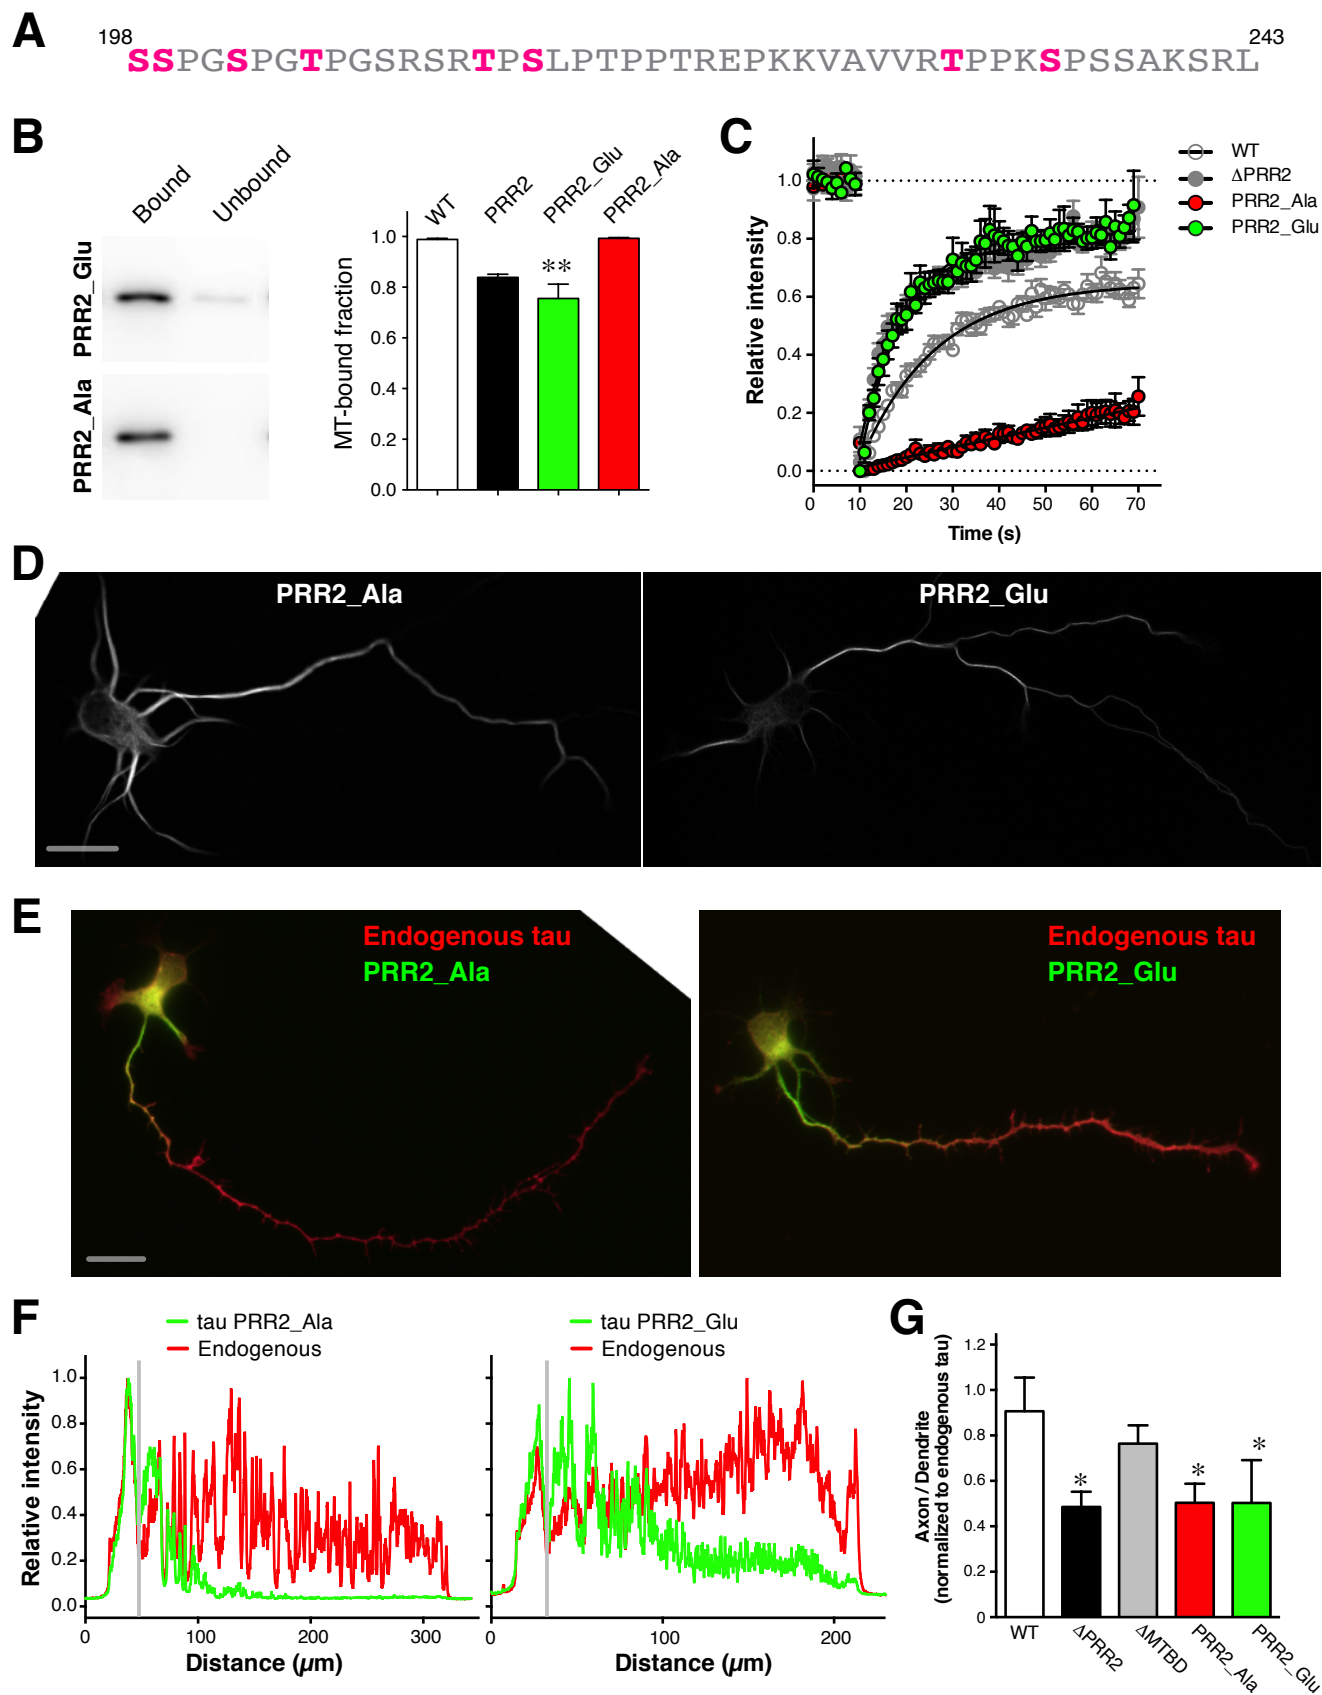 A
198
SSPGSPGTPGSRSRTPSLPTPPTREPKKVAVVRTPPKSPSSAKSRL
243
B
Bound
Unbound
PRR2_Glu
PRR2_Ala
WT
PRR2
PRR2_Glu
PRR2_Ala
MT-bound fraction
1.0
0.8
0.6
0.4
0.2
0.0
**
C
Relative intensity
1.0
0.8
0.6
0.4
0.2
0.0
0 10 20 30 40 50 60 70
Time (s)
WT
ΔPRR2
PRR2_Ala
PRR2_Glu
D
PRR2_Ala
PRR2_Glu
E
Endogenous tau
PRR2_Ala
Endogenous tau
PRR2_Glu
F
tau PRR2_Ala
Endogenous
tau PRR2_Glu
Endogenous
Relative intensity
1.0
0.8
0.6
0.4
0.2
0.0
0 100 200 300
Distance (µm)
0 100 200
Distance (µm)
G
Axon / Dendrite
(normalized to endogenous tau)
1.2
1.0
0.8
0.6
0.4
0.2
0
*
*
*
WT
ΔPRR2
ΔMTBD
PRR2_Ala
PRR2_Glu